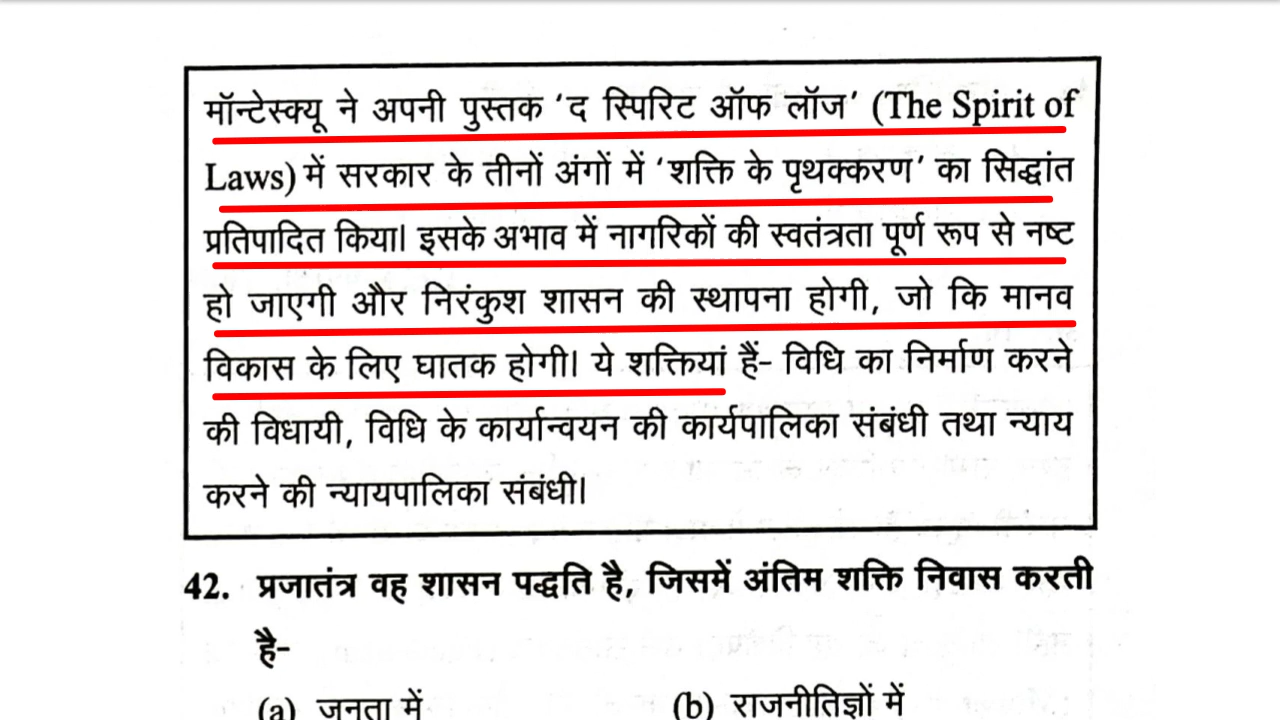 मॉन्टेस्क्यू ने अपनी पुस्तक ‘द स्पिरिट ऑफ लॉज’ (The Spirit of
Laws) में सरकार के तीनों अंगों में ‘शक्ति के पृथक्करण’ का सिद्धांत
प्रतिपादित किया। इसके अभाव में नागरिकों की स्वतंत्रता पूर्ण रूप से नष्ट
हो जाएगी और निरंकुश शासन की स्थापना होगी, जो कि मानव
विकास के लिए घातक होगी। ये शक्तियां हैं- विधि का निर्माण करने
की विधायी, विधि के कार्यान्वयन की कार्यपालिका संबंधी तथा न्याय
करने की न्यायपालिका संबंधी।
42. प्रजातंत्र वह शासन पद्धति है, जिसमें अंतिम शक्ति निवास करती
है-
(a) जनता में (b) राजनीतिज्ञों में